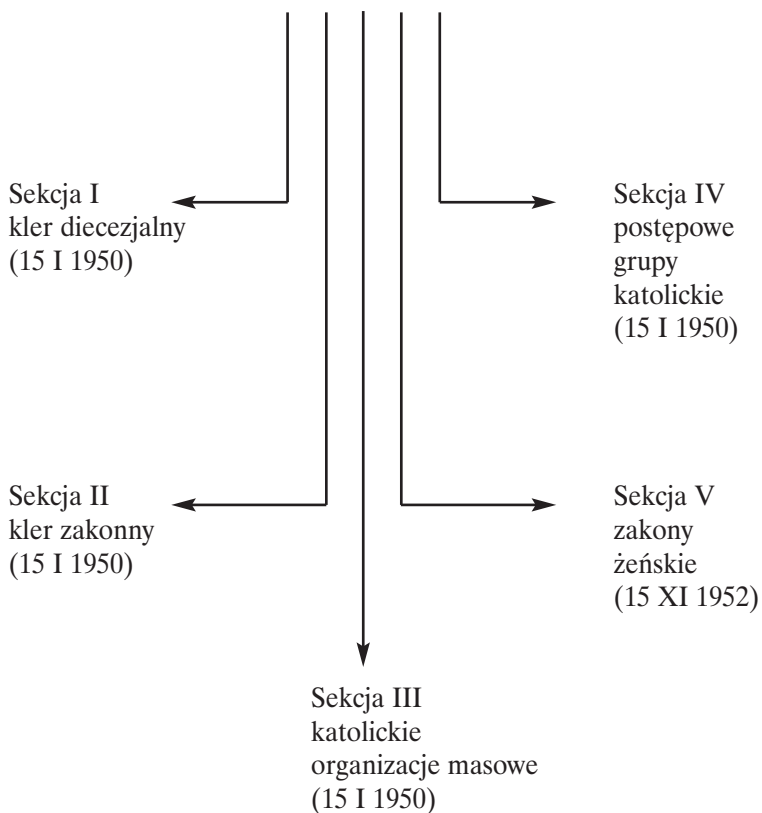 Sekcja I
kler diecezjalny
(15 I 1950)
Sekcja IV
postępowe
grupy
katolickie
(15 I 1950)
Sekcja II
kler zakonny
(15 I 1950)
Sekcja V
zakony
żeńskie
(15 XI 1952)
Sekcja III
katolickie
organizacje masowe
(15 I 1950)